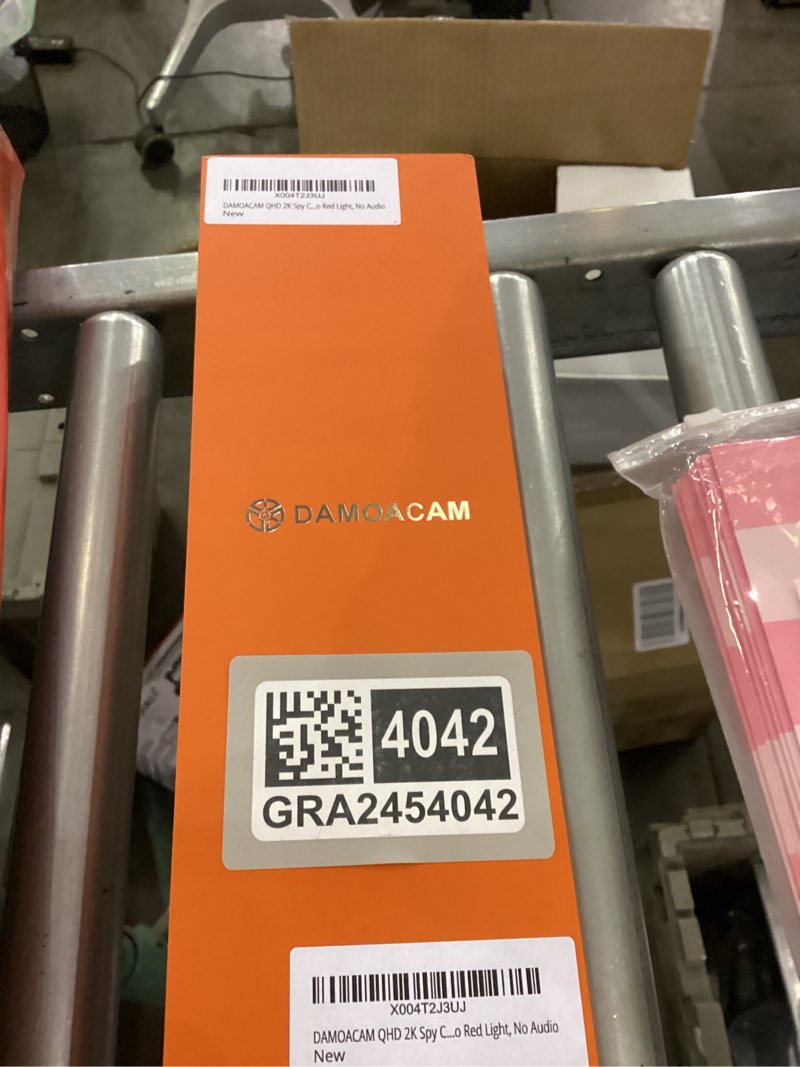 X004T2J3UJ
DAMOACAM QHD 2K Spy C...o Red Light, No Audio
New
DAMOACAM
4042
GRA2454042
X004T2J3UJ
DAMOACAM QHD 2K Spy C...o Red Light, No Audio
New